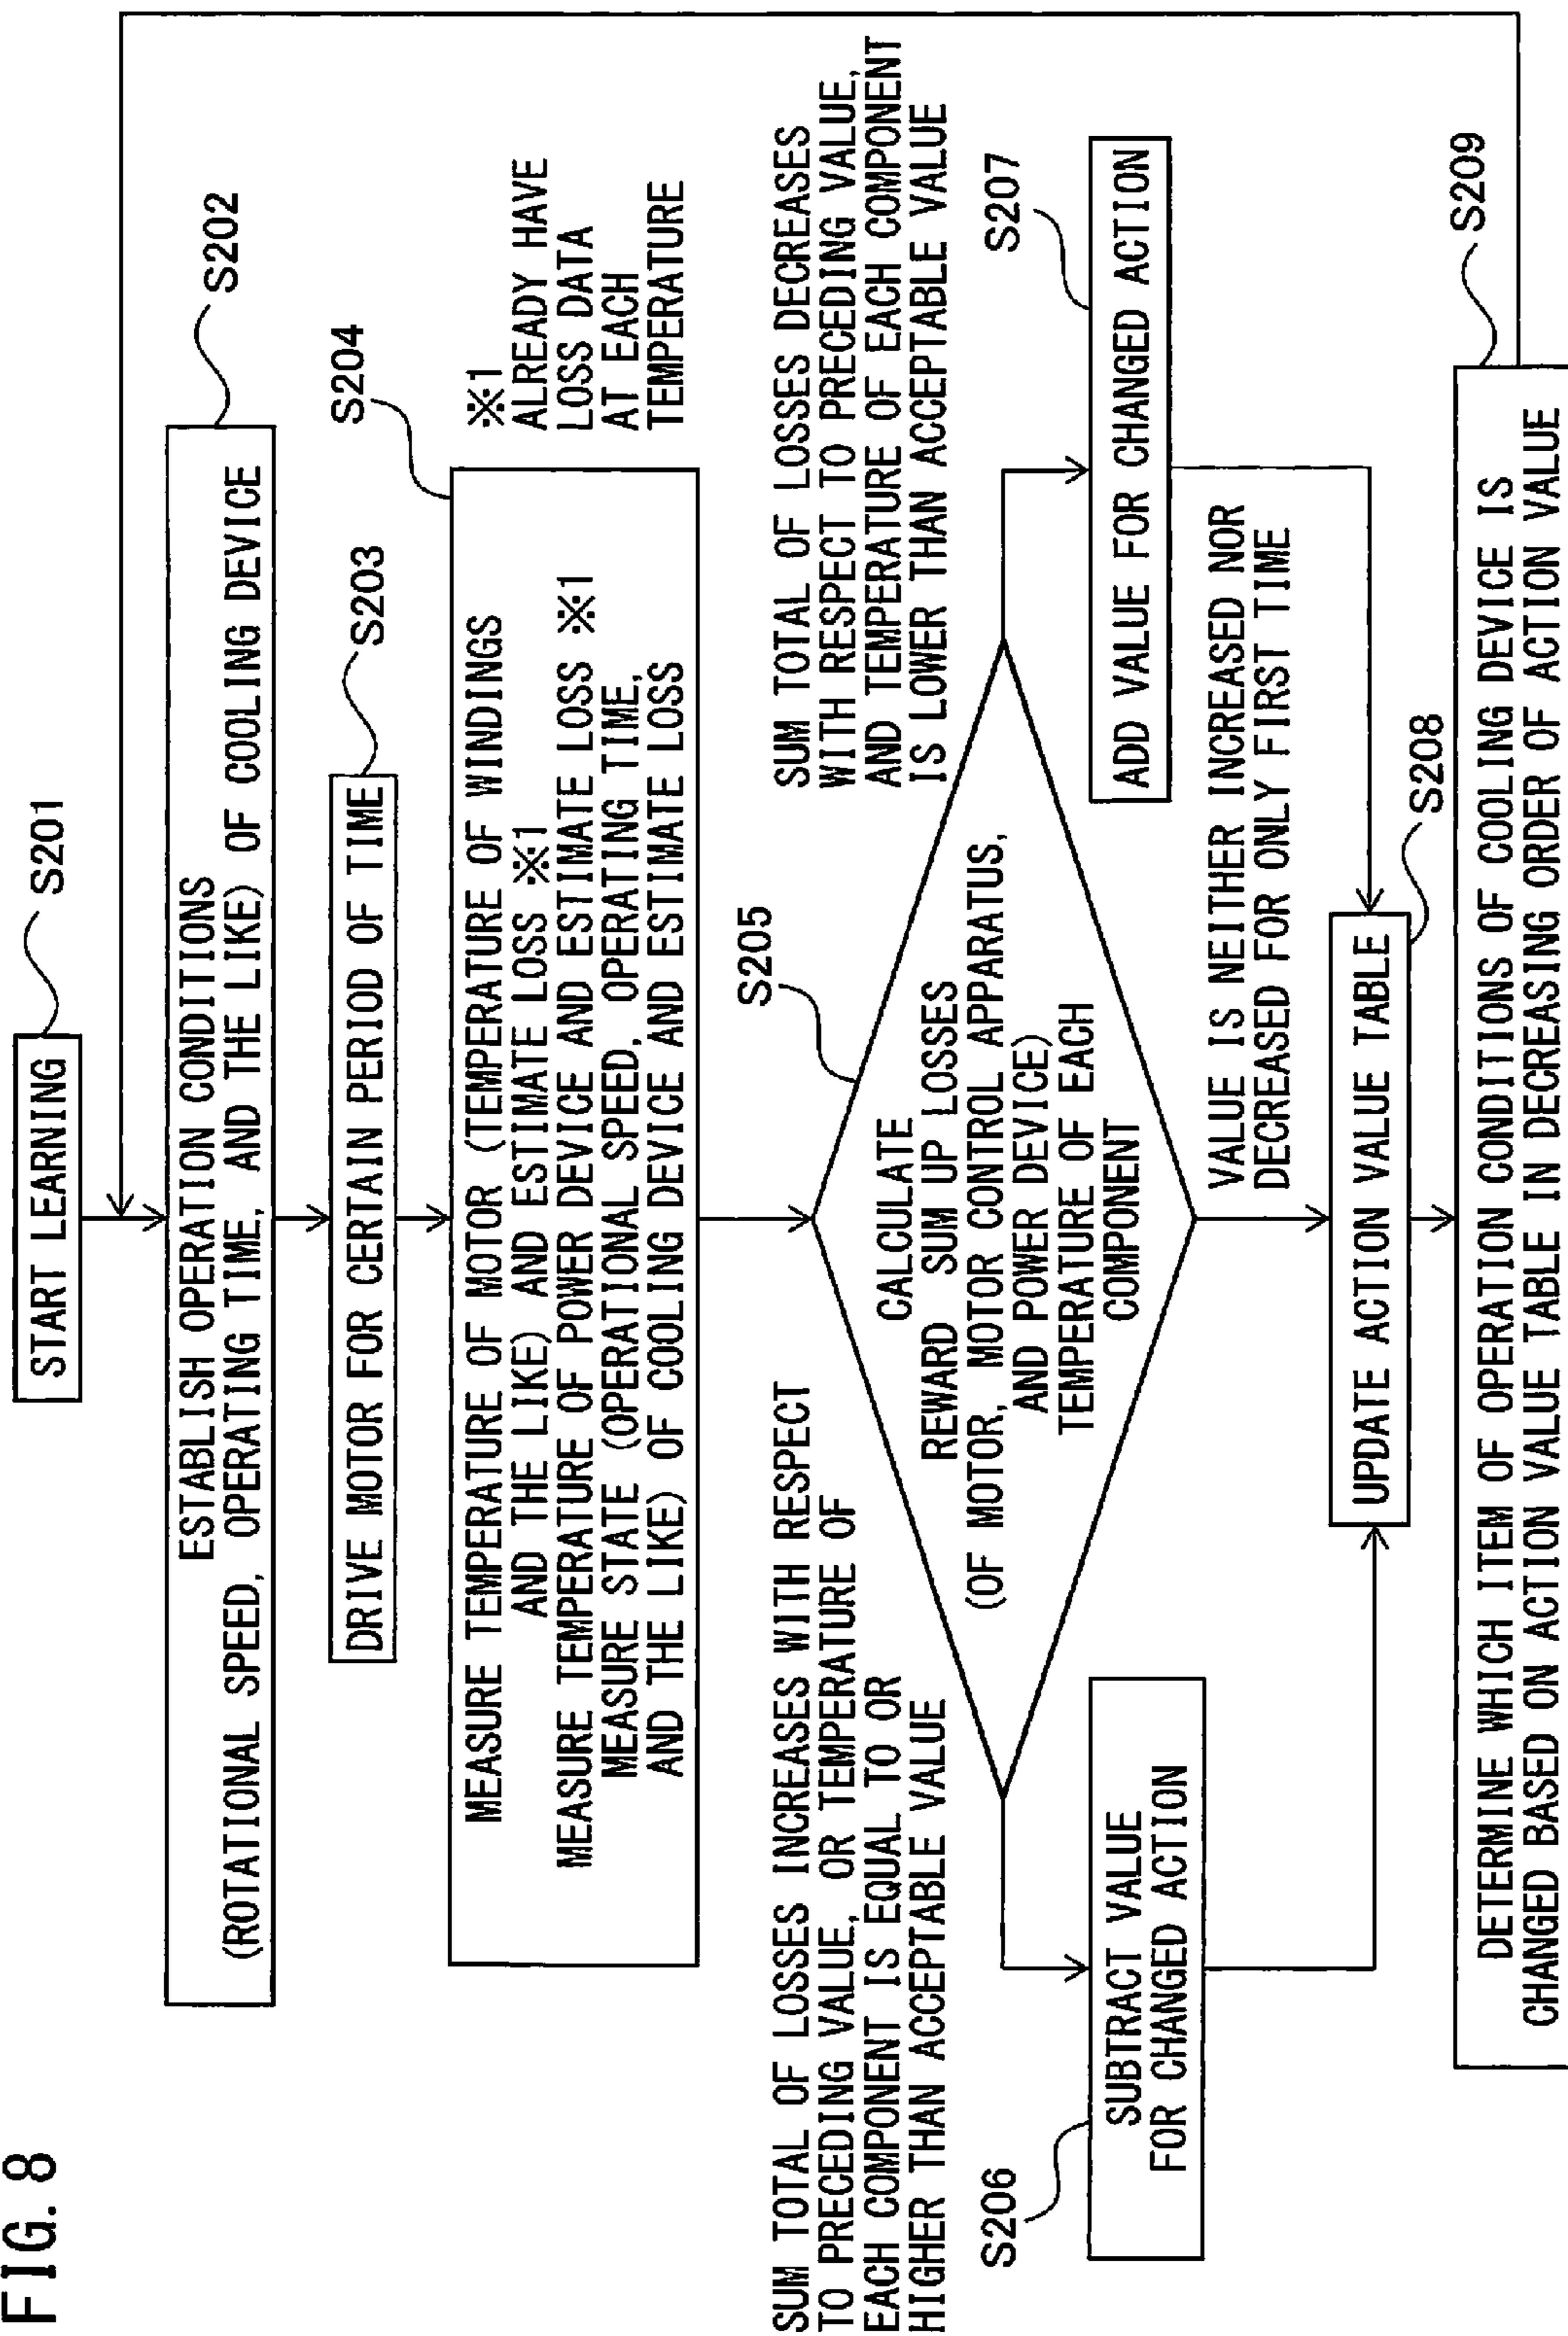 FIG. 8
START LEARNING
S201
ESTABLISH OPERATION CONDITIONS
(ROTATIONAL SPEED, OPERATING TIME, AND THE LIKE) OF COOLING DEVICE
S202
DRIVE MOTOR FOR CERTAIN PERIOD OF TIME
S203
MEASURE TEMPERATURE OF MOTOR (TEMPERATURE OF WINDINGS
AND THE LIKE) AND ESTIMATE LOSS ※1
MEASURE TEMPERATURE OF POWER DEVICE AND ESTIMATE LOSS ※1
MEASURE STATE (OPERATIONAL SPEED, OPERATING TIME,
AND THE LIKE) OF COOLING DEVICE AND ESTIMATE LOSS
S204
※1
ALREADY HAVE
LOSS DATA
AT EACH
TEMPERATURE
SUM TOTAL OF LOSSES INCREASES WITH RESPECT
TO PRECEDING VALUE, OR TEMPERATURE OF
EACH COMPONENT IS EQUAL TO OR
HIGHER THAN ACCEPTABLE VALUE
S205
CALCULATE
REWARD SUM UP LOSSES
(OF MOTOR, MOTOR CONTROL APPARATUS,
AND POWER DEVICE)
TEMPERATURE OF EACH
COMPONENT
SUM TOTAL OF LOSSES DECREASES
WITH RESPECT TO PRECEDING VALUE,
AND TEMPERATURE OF EACH COMPONENT
IS LOWER THAN ACCEPTABLE VALUE
S206
SUBTRACT VALUE
FOR CHANGED ACTION
S207
ADD VALUE FOR CHANGED ACTION
VALUE IS NEITHER INCREASED NOR
DECREASED FOR ONLY FIRST TIME
UPDATE ACTION VALUE TABLE
S208
DETERMINE WHICH ITEM OF OPERATION CONDITIONS OF COOLING DEVICE IS
CHANGED BASED ON ACTION VALUE TABLE IN DECREASING ORDER OF ACTION VALUE
S209